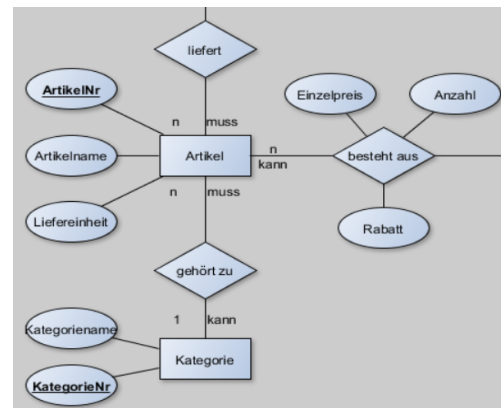 liefert
ArtikelNr
Einzelpreis
Anzahl
n
muss
n
Artikelname
Artikel
besteht aus
kann
n
muss
Liefereinheit
Rabatt
gehört zu
1
kann
Kategoriename
Kategorie
KategorieNr